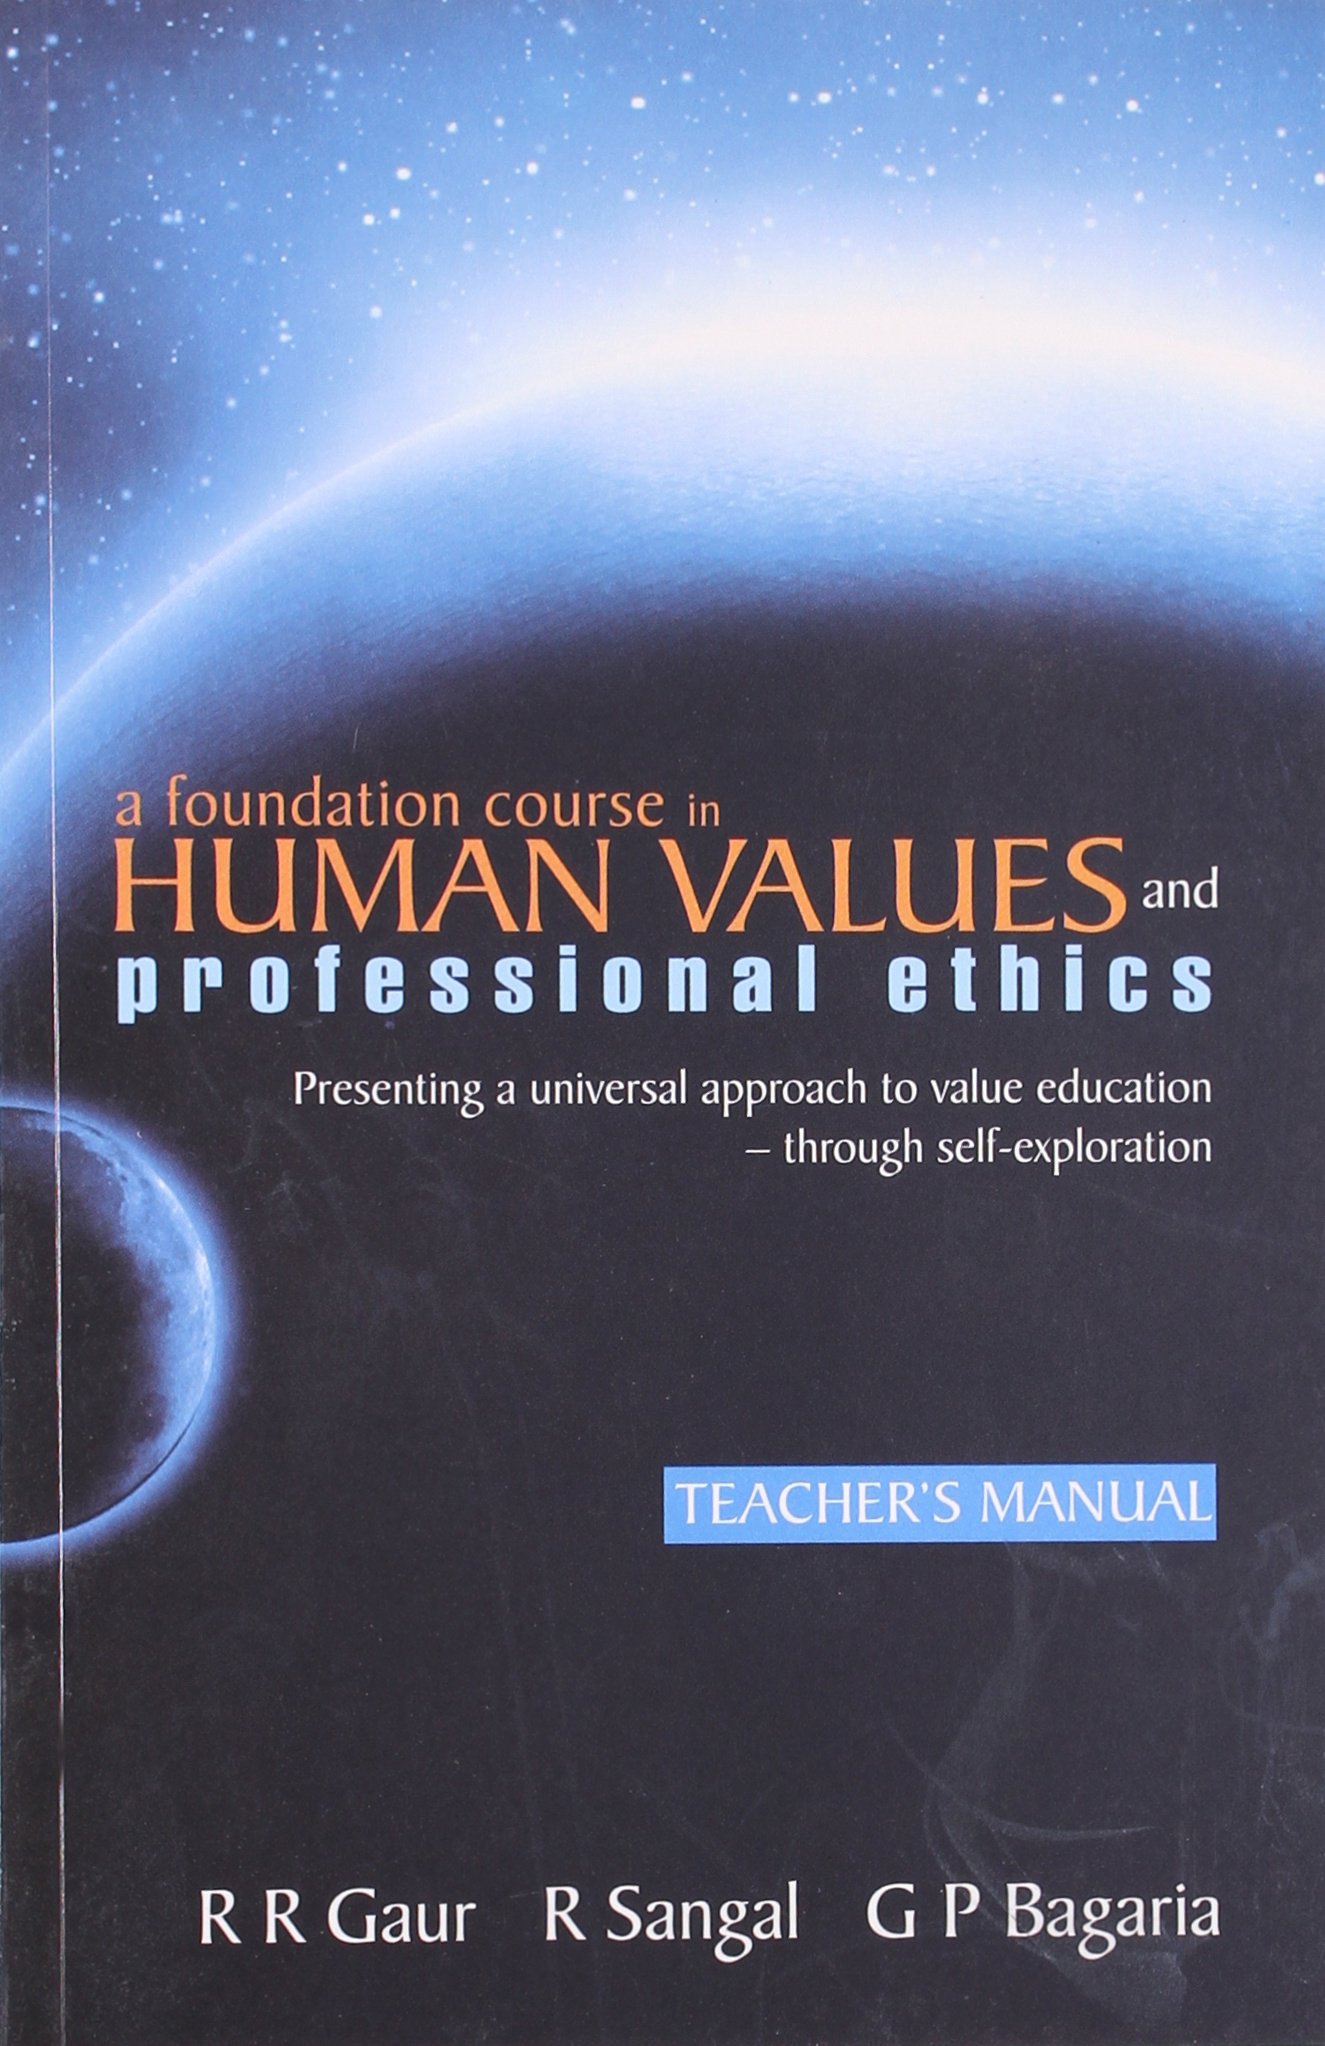 a foundation course in
HUMAN VALUES and
professional ethics
Presenting a universal approach to value education
– through self-exploration
TEACHER'S MANUAL
R R Gaur R Sangal G P Bagaria